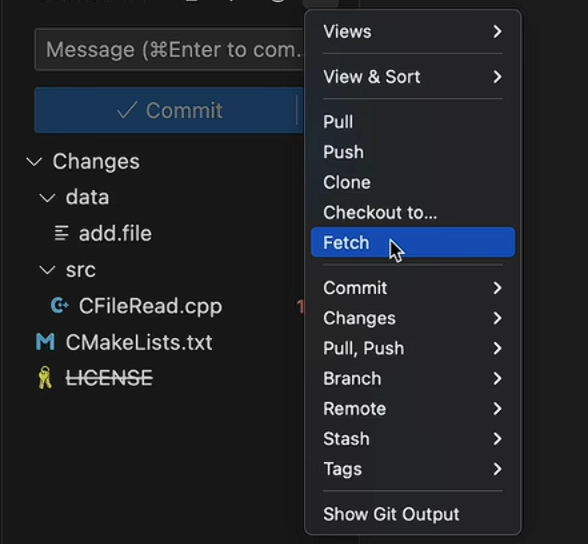 Message (⌘Enter to com...
Commit
Changes
data
add.file
src
CFileRead.cpp
1
CMakeLists.txt
LICENSE
Views
View & Sort
Pull
Push
Clone
Checkout to...
Fetch
Commit
Changes
Pull, Push
Branch
Remote
Stash
Tags
Show Git Output